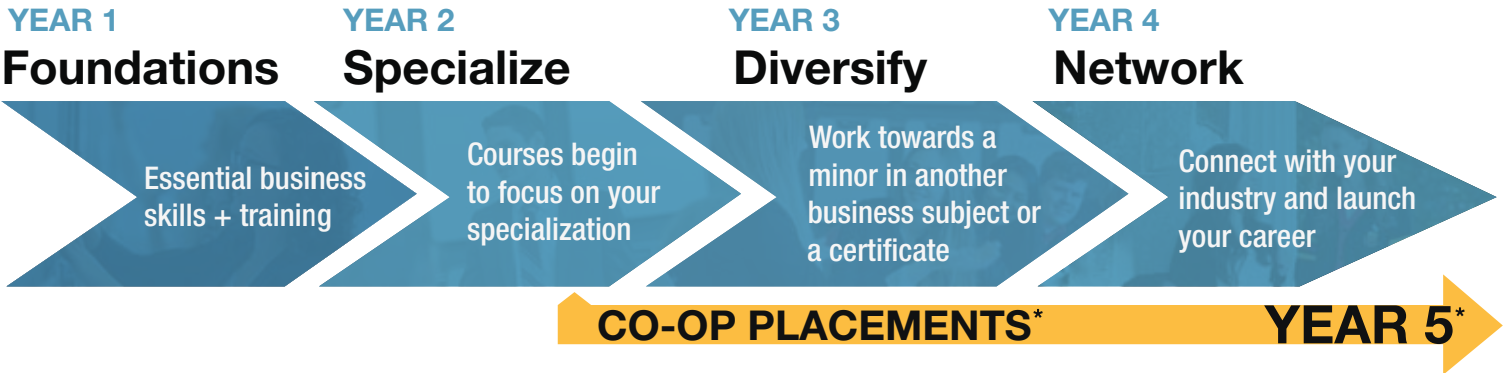 YEAR 1
Foundations
Essential business
skills + training
YEAR 2
Specialize
Courses begin
to focus on your
specialization
YEAR 3
Diversify
Work towards a
minor in another
business subject or
a certificate
YEAR 4
Network
Connect with your
industry and launch
your career
CO-OP PLACEMENTS*
YEAR 5*